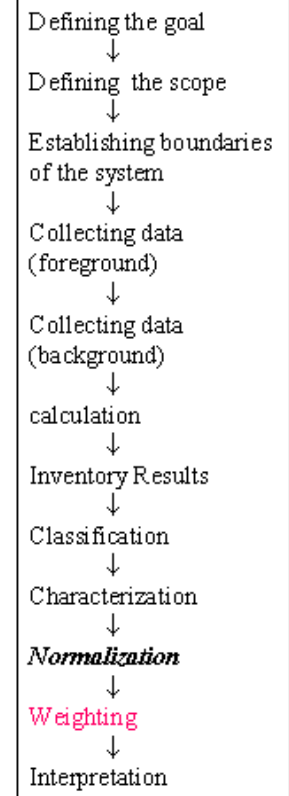 Defining the goal
↓
Defining the scope
↓
Establishing boundaries
of the system
↓
Collecting data
(foreground)
↓
Collecting data
(background)
↓
calculation
↓
Inventory Results
↓
Classification
↓
Characterization
↓
Normalization
↓
Weighting
↓
Interpretation